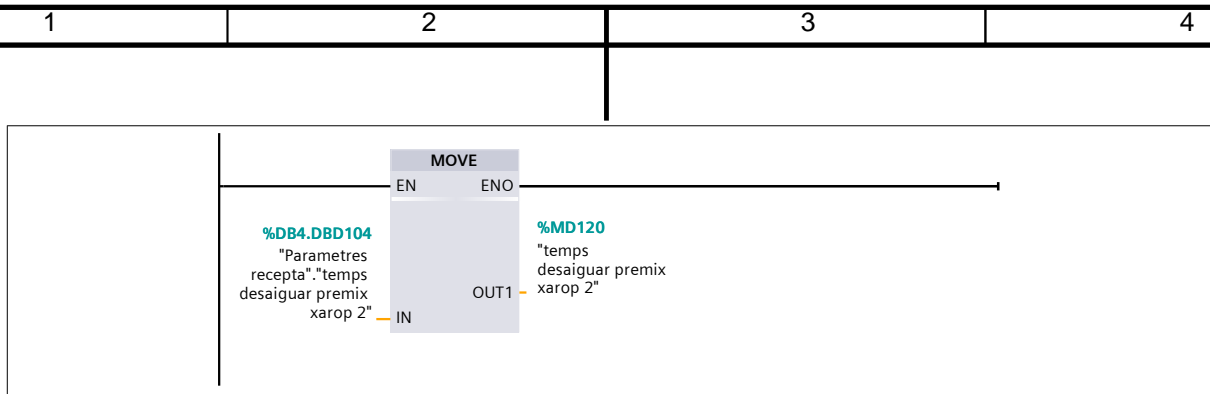 1 2 3 4
MOVE
EN ENO
%DB4.DBD104
"Parametres
recepta"."temps
desaiguar premix
xarop 2"
IN
%MD120
"temps
desaiguar premix
xarop 2"
OUT1